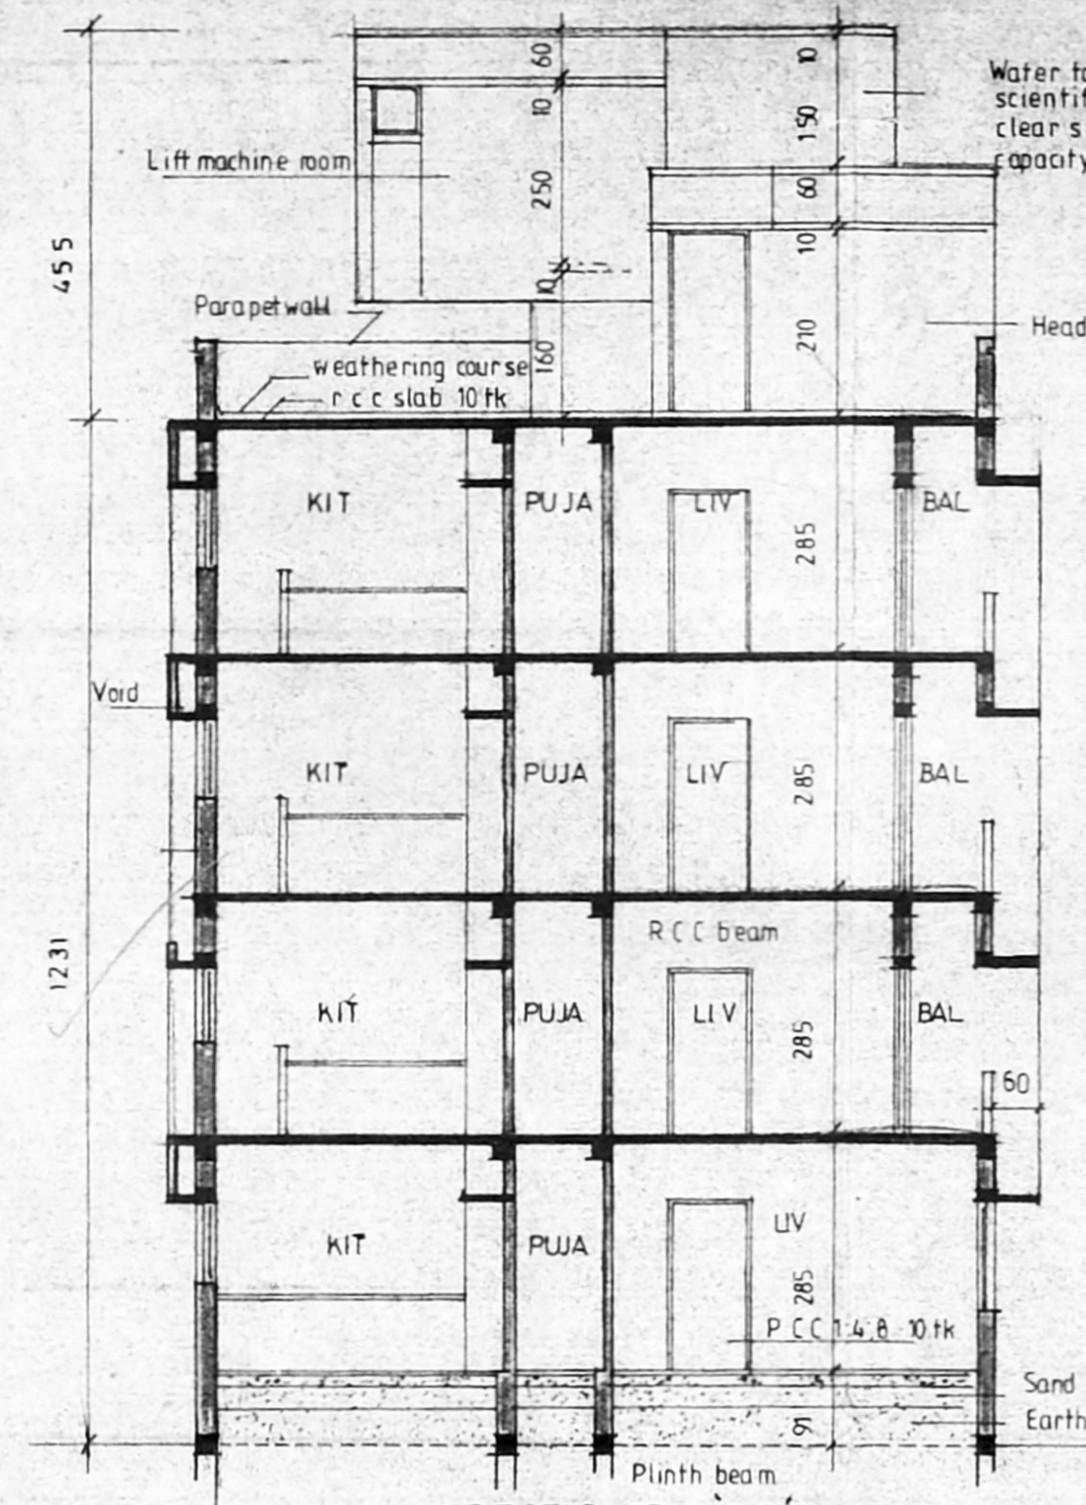 60
10
Water
scientif
clear s
capacity
10
150
Lift machine room
250
60
10
455
10
Parapet wall
210
Head
160
weathering course
r c c slab 10 tk
KIT
PUJA
LIV
BAL
285
Void
KIT
PUJA
LIV
BAL
285
R C C beam
1231
KIT
PUJA
LIV
BAL
285
60
KIT
PUJA
LIV
285
P C C 1:4:8 10 tk
Sand
Earth
91
Plinth beam